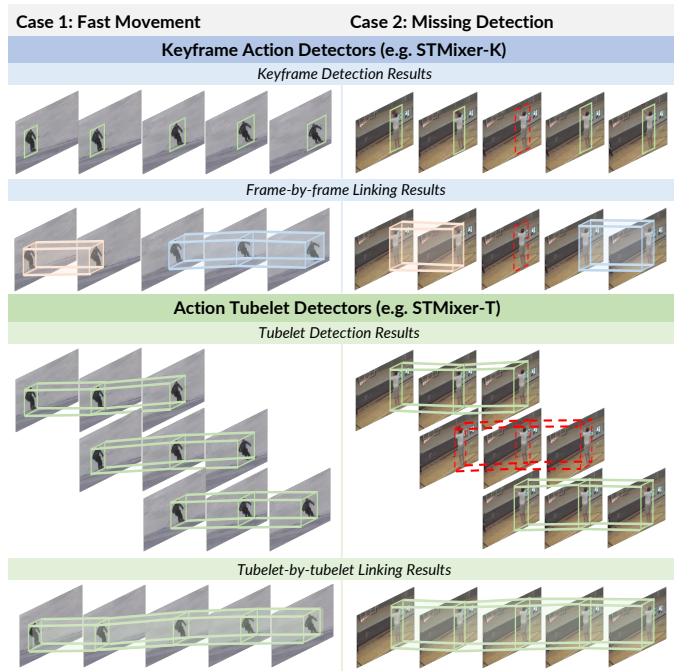 Case 1: Fast Movement
Case 2: Missing Detection
Keyframe Action Detectors (e.g. STMixer-K)
Keyframe Detection Results
Frame-by-frame Linking Results
Action Tubelet Detectors (e.g. STMixer-T)
Tubelet Detection Results
Tubelet-by-tubelet Linking Results